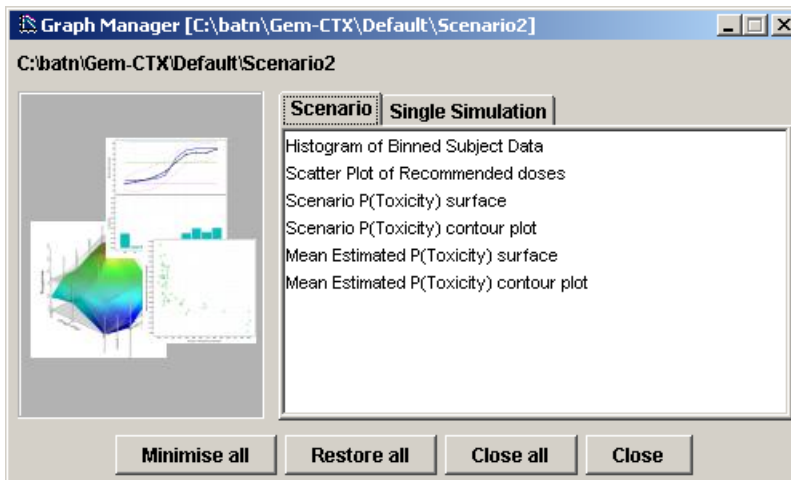 Graph Manager [C:\batn\Gem-CTX\Default\Scenario2]
C:\batn\Gem-CTX\Default\Scenario2
Scenario Single Simulation
Histogram of Binned Subject Data
Scatter Plot of Recommended doses
Scenario P(Toxicity) surface
Scenario P(Toxicity) contour plot
Mean Estimated P(Toxicity) surface
Mean Estimated P(Toxicity) contour plot
Minimise all Restore all Close all Close